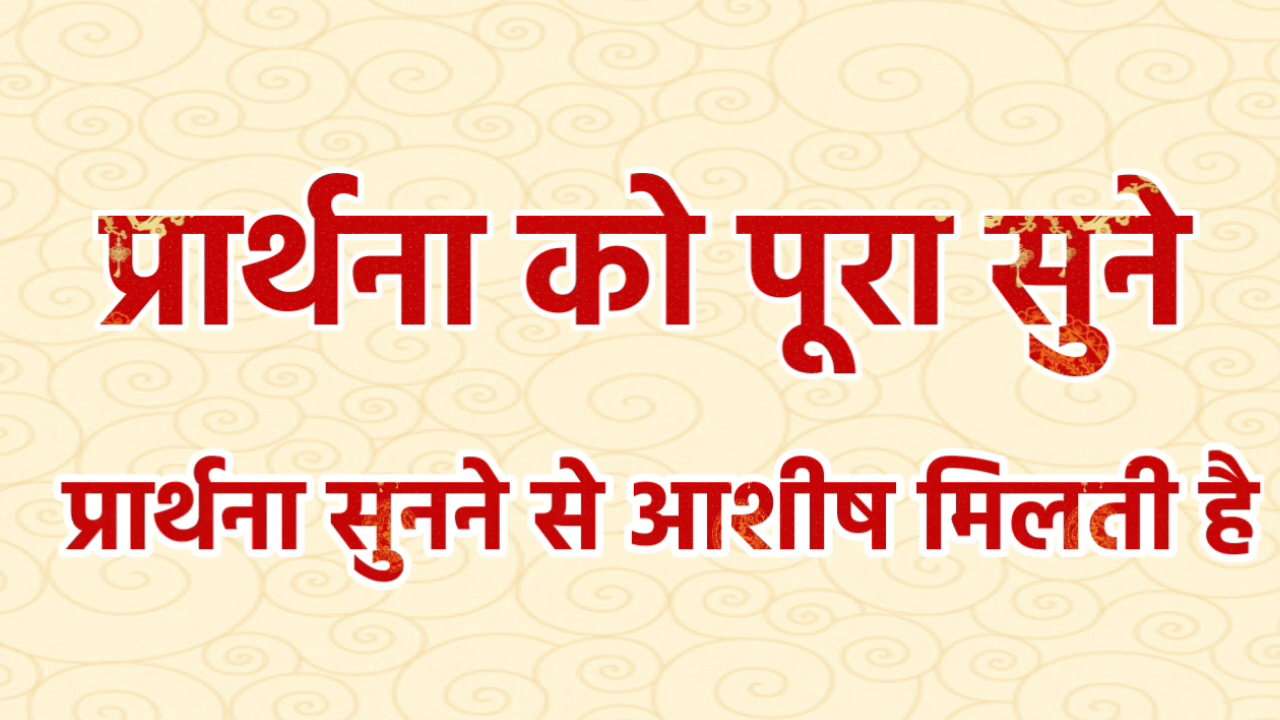 प्रार्थना को पूरा सुने
प्रार्थना सुनने से आशीष मिलती है